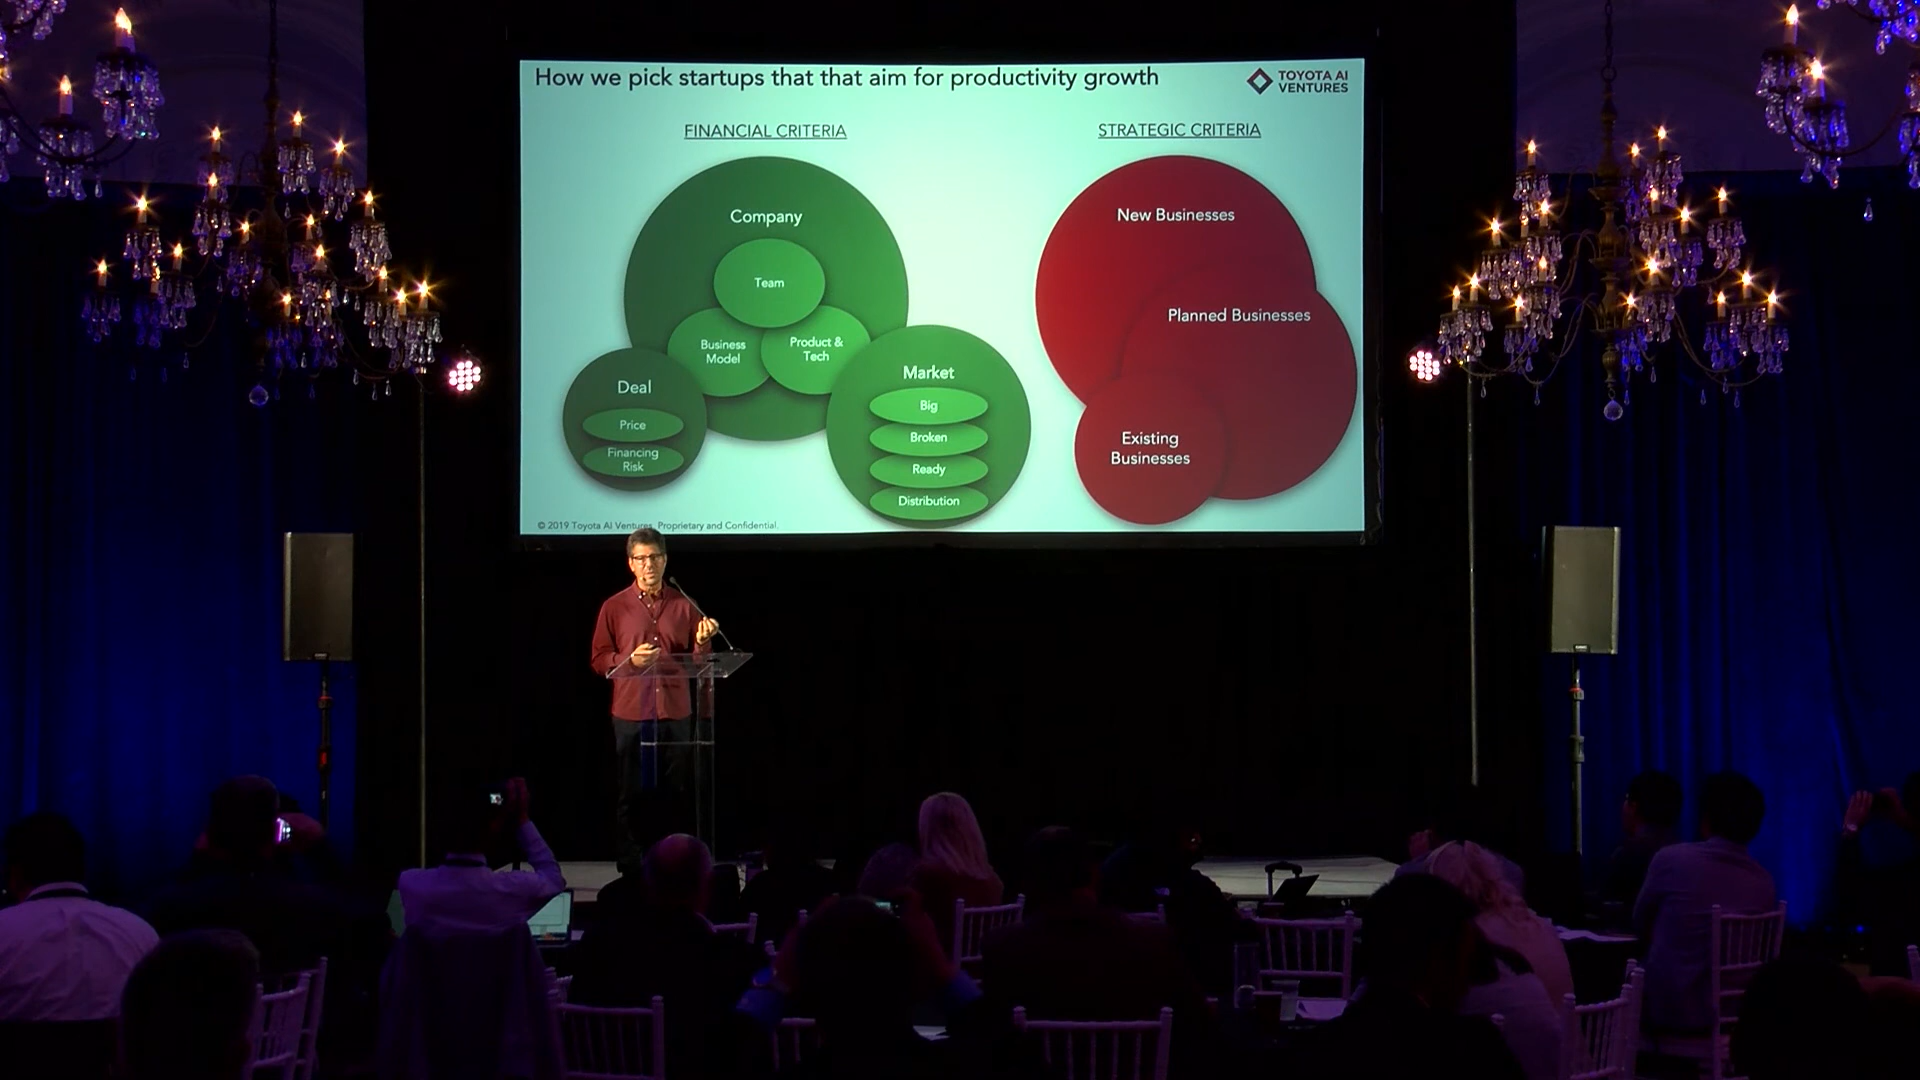 How we pick startups that that aim for productivity growth
TOYOTA AI
VENTURES
FINANCIAL CRITERIA
Company
Team
Business
Model
Product &
Tech
Deal
Price
Financing
Risk
Market
Big
Broken
Ready
Distribution
STRATEGIC CRITERIA
New Businesses
Planned Businesses
Existing
Businesses
© 2019 Toyota AI Ventures. Proprietary and Confidential.